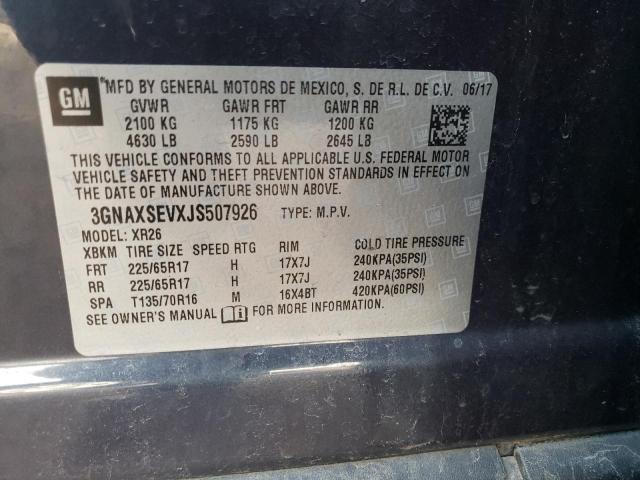 GM *MFD BY GENERAL MOTORS DE MEXICO, S. DE R.L. DE C.V. 06/17
GVWR GAWR FRT GAWR RR
2100 KG 1175 KG 1200 KG
4630 LB 2590 LB 2645 LB
THIS VEHICLE CONFORMS TO ALL APPLICABLE U.S. FEDERAL MOTOR
VEHICLE SAFETY AND THEFT PREVENTION STANDARDS IN EFFECT ON
THE DATE OF MANUFACTURE SHOWN ABOVE.
3GNAXSEVXJS507926 TYPE: M.P.V.
MODEL: XR26
XBKM TIRE SIZE SPEED RTG RIM COLD TIRE PRESSURE
FRT 225/65R17 H 17X7J 240KPA(35PSI)
RR 225/65R17 H 17X7J 240KPA(35PSI)
SPA T135/70R16 M 16X4BT 420KPA(60PSI)
SEE OWNER'S MANUAL FOR MORE INFORMATION.